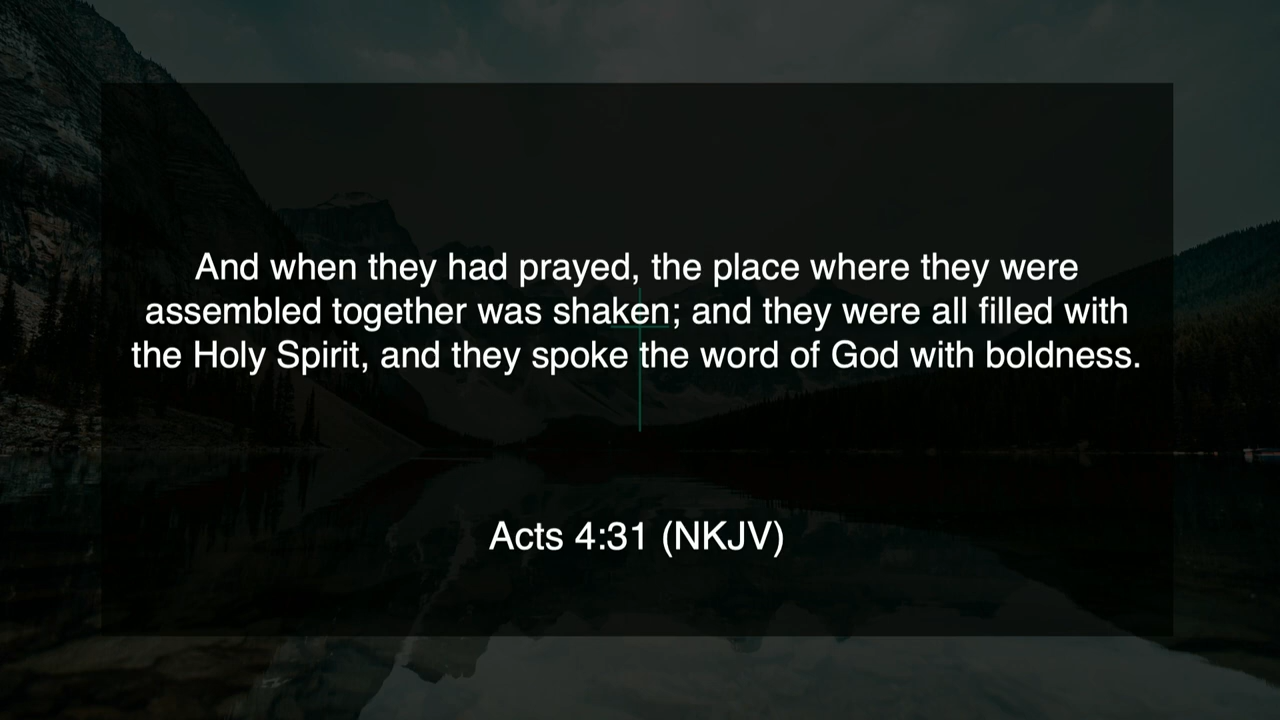 And when they had prayed, the place where they were
assembled together was shaken; and they were all filled with
the Holy Spirit, and they spoke the word of God with boldness.
Acts 4:31 (NKJV)